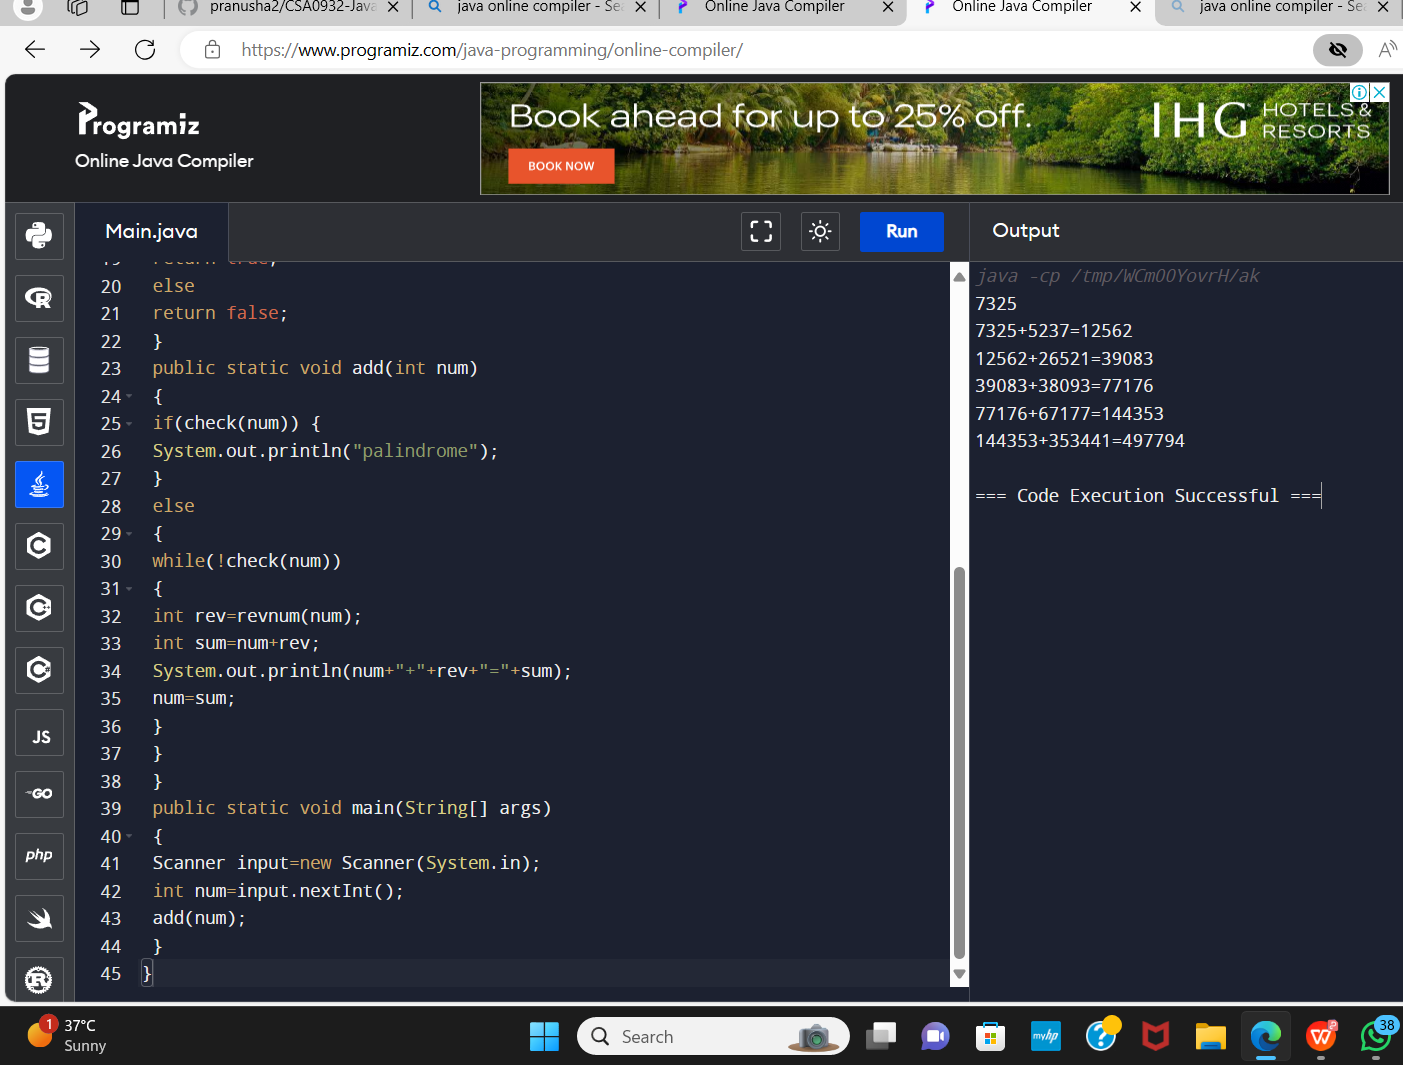 pranusha2/CSA0932-Java
java online compiler - Sea
Online Java Compiler
Online Java Compiler
java online compiler - Sea
https://www.programiz.com/java-programming/online-compiler/
Programiz
Online Java Compiler
Book ahead for up to 25% off.
BOOK NOW
IHG HOTELS & RESORTS
Main.java
Run
Output
19 return true;
20 else
21 return false;
22 }
23 public static void add(int num)
24 {
25 if(check(num)) {
26 System.out.println("palindrome");
27 }
28 else
29 {
30 while(!check(num))
31 {
32 int rev=revnum(num);
33 int sum=num+rev;
34 System.out.println(num+"+"+rev+"="+sum);
35 num=sum;
36 }
37 }
38 }
39 public static void main(String[] args)
40 {
41 Scanner input=new Scanner(System.in);
42 int num=input.nextInt();
43 add(num);
44 }
45 }
java -cp /tmp/WCmOOYovrH/ak
7325
7325+5237=12562
12562+26521=39083
39083+38093=77176
77176+67177=144353
144353+353441=497794
=== Code Execution Successful ===
R
5
C
C
C
JS
GO
php
R
1
37°C
Sunny
Search
myhp
?
W
38